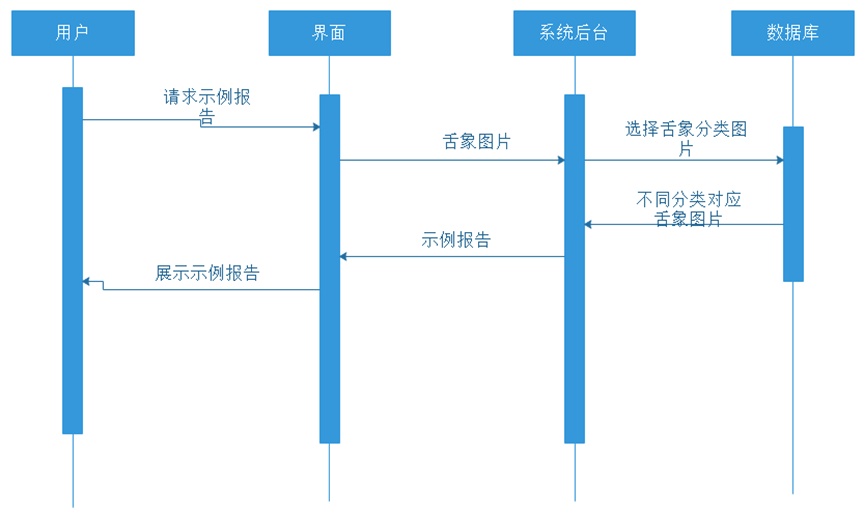 用户
界面
系统后台
数据库
请求示例报
告
舌象图片
选择舌象分类图
片
不同分类对应
舌象图片
示例报告
展示示例报告